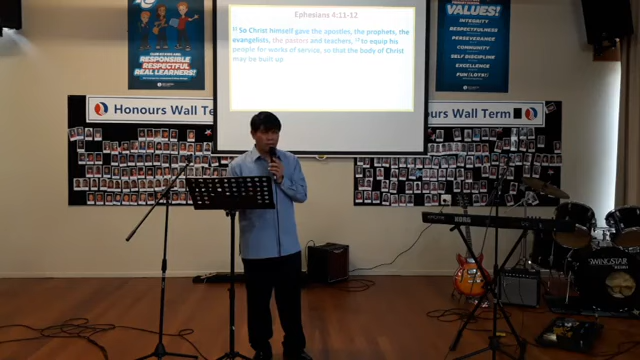 Ephesians 4:11-12
11 So Christ himself gave the apostles, the prophets, the
evangelists, the pastors and teachers, 12 to equip his
people for works of service, so that the body of Christ
may be built up
RESPONSIBLE
RESPECTFUL
REAL LEARNERS!
VALUES!
INTEGRITY
RESPECTFULNESS
PERSEVERANCE
COMMUNITY
SELF-DISCIPLINE
EXCELLENCE
FUN (LOTS!)
Honours Wall Term
ours Wall Term
KORG
WINGSTAR